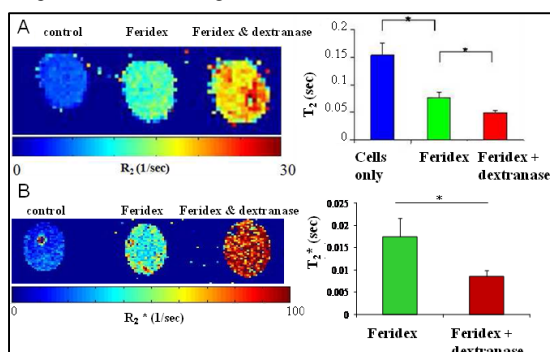 A
control Feridex Feridex & dextranase
0 R₂ (1/sec) 30
T₂ (sec)
0.2
0.15
0.1
0.05
0
*
*
Cells only
Feridex
Feridex + dextranase
B
control Feridex Feridex & dextranase
0 R₂ * (1/sec) 100
T₂* (sec)
0.025
0.02
0.015
0.01
0.005
0
*
Feridex
Feridex +
dextranase